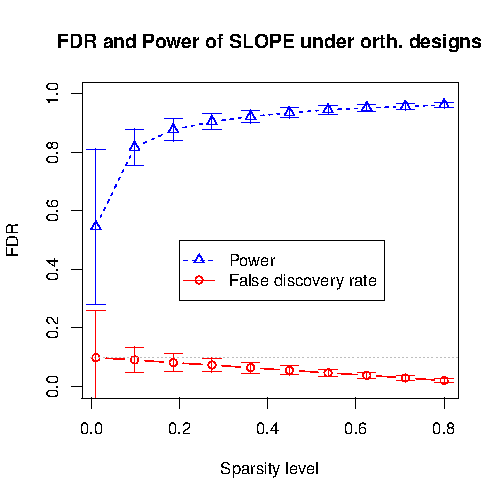 FDR and Power of SLOPE under orth. designs
1.0
0.8
0.6
0.4
0.2
0.0
FDR
Power
False discovery rate
0.0 0.2 0.4 0.6 0.8
Sparsity level